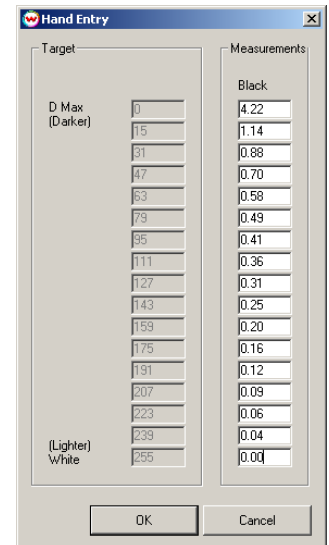 Hand Entry
Target
Measurements
Black
D Max
(Darker)
0 4.22
15 1.14
31 0.88
47 0.70
63 0.58
79 0.49
95 0.41
111 0.36
127 0.31
143 0.25
159 0.20
175 0.16
191 0.12
207 0.09
223 0.06
239 0.04
(Lighter)
White
255 0.00
OK Cancel